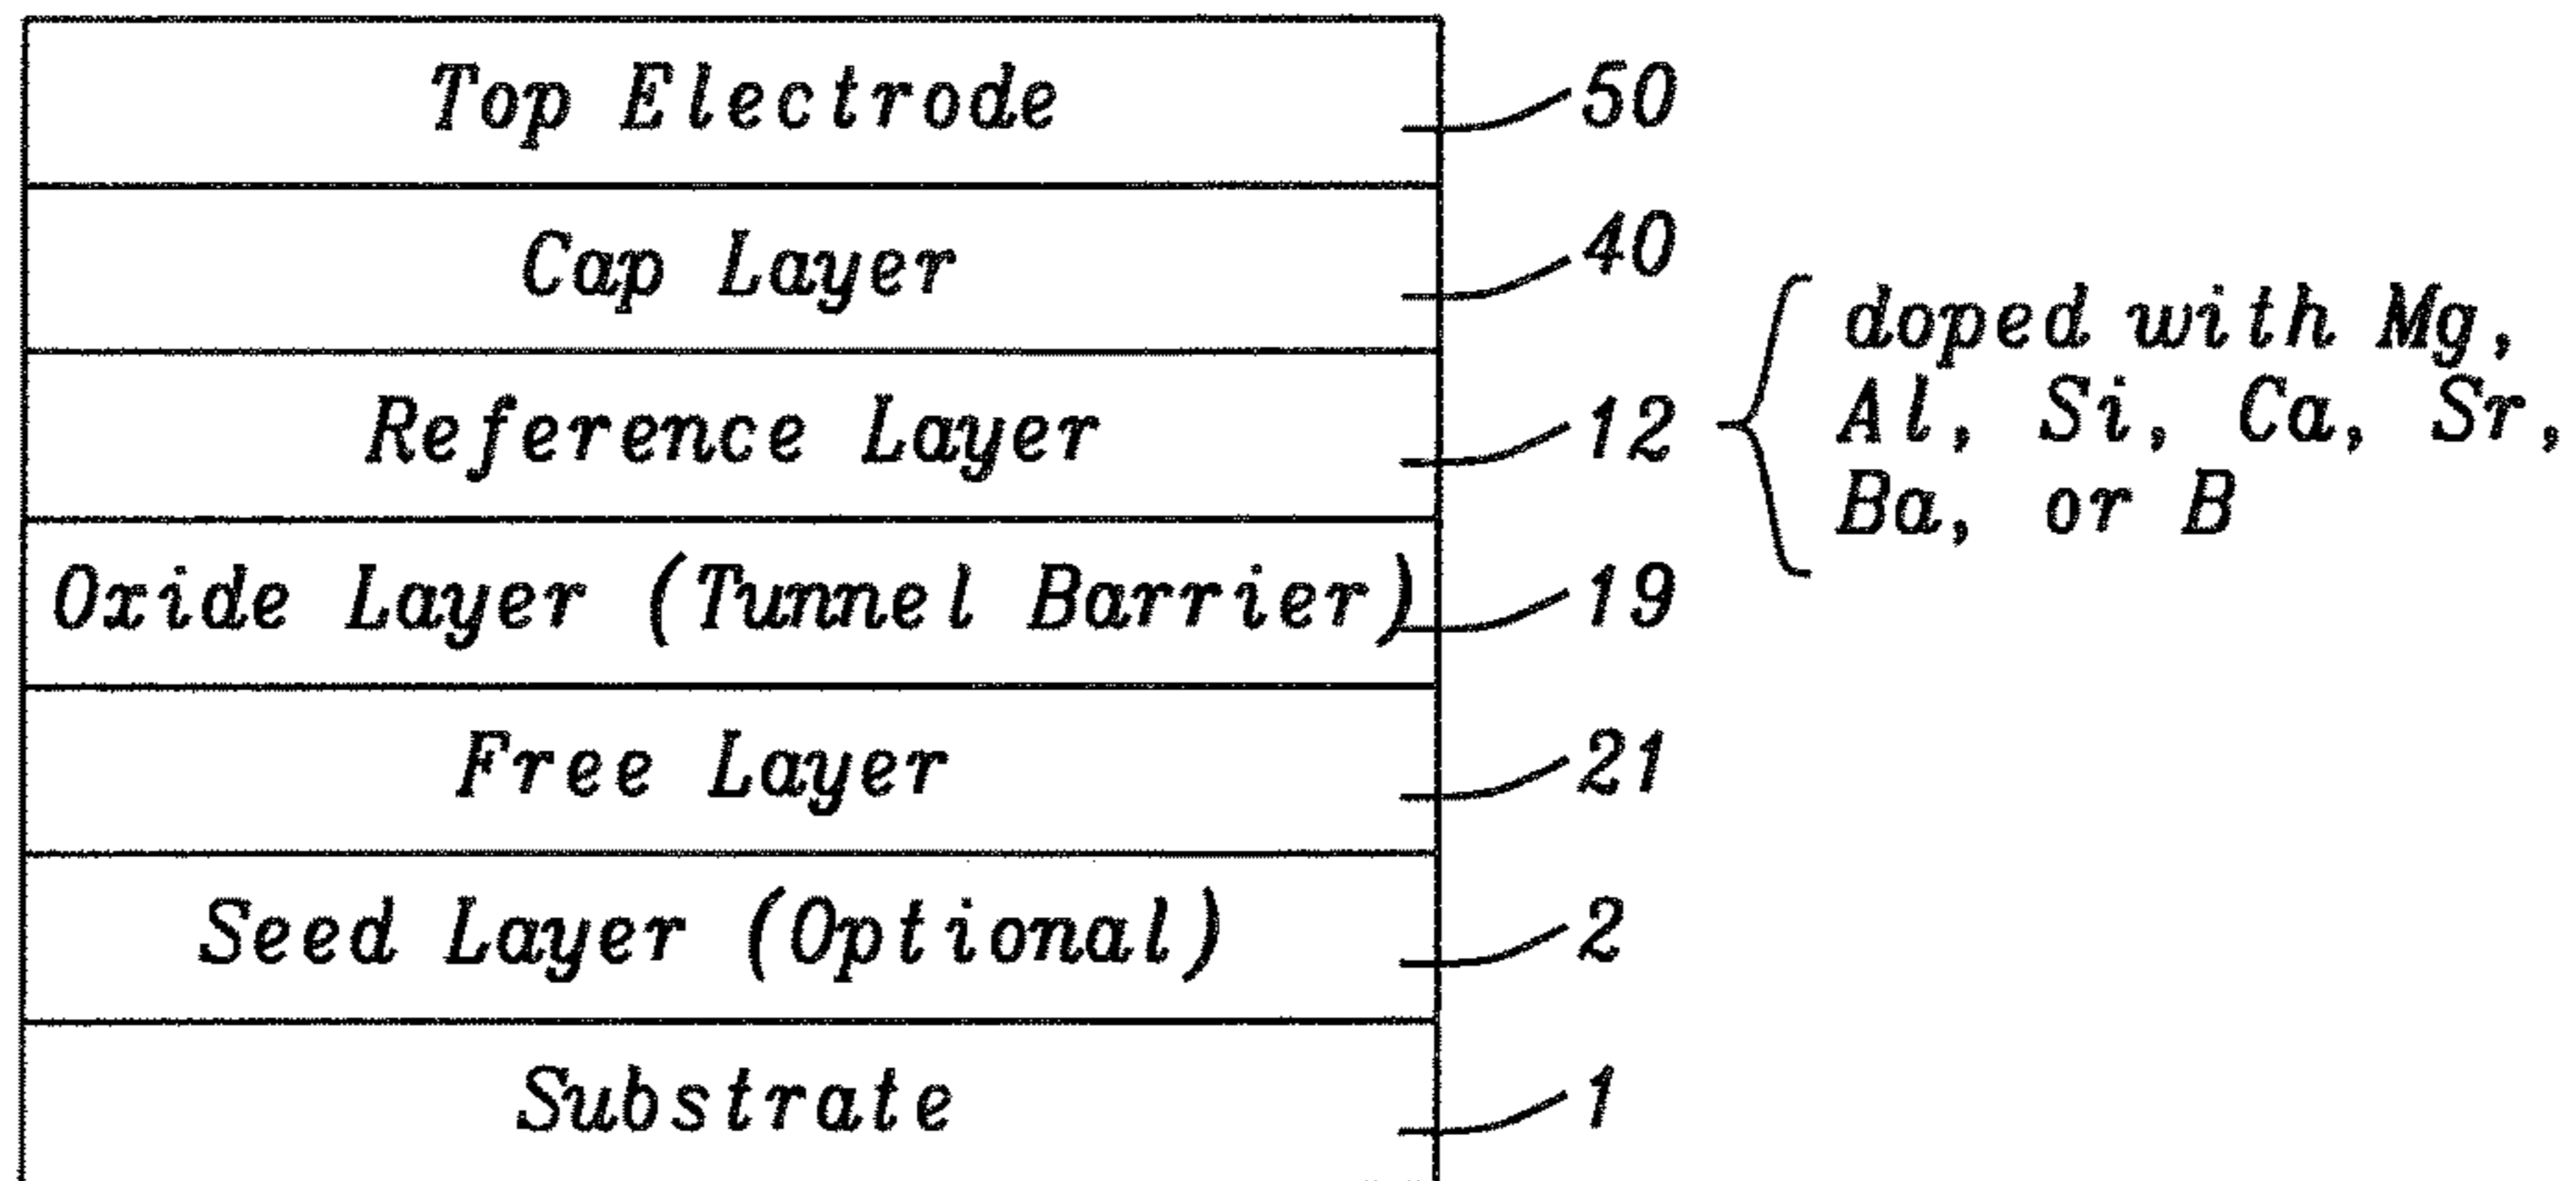 Top Electrode 50
Cap Layer 40
Reference Layer 12
doped with Mg,
Al, Si, Ca, Sr,
Ba, or B
Oxide Layer (Tunnel Barrier) 19
Free Layer 21
Seed Layer (Optional) 2
Substrate 1